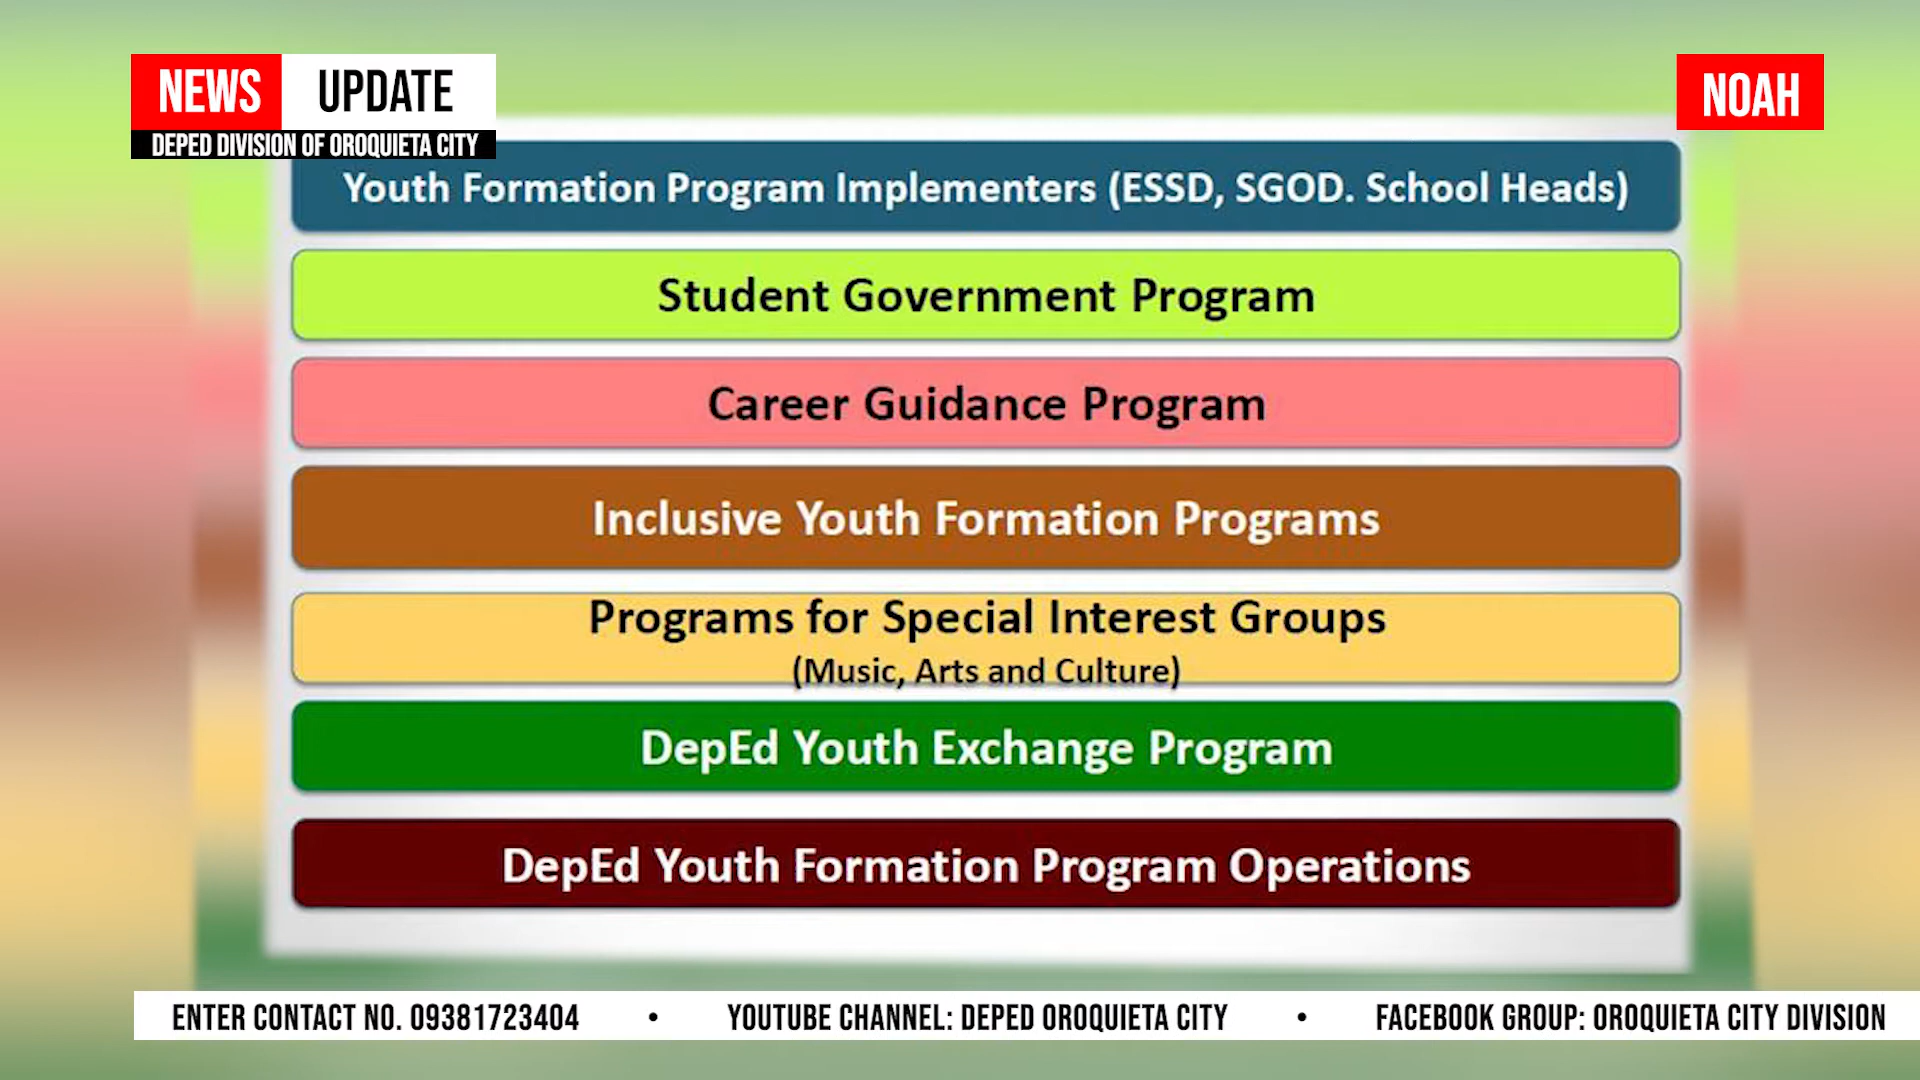 NEWS UPDATE
NOAH
DEPED DIVISION OF OROQUIETA CITY
Youth Formation Program Implementers (ESSD, SGOD. School Heads)
Student Government Program
Career Guidance Program
Inclusive Youth Formation Programs
Programs for Special Interest Groups
(Music, Arts and Culture)
DepEd Youth Exchange Program
DepEd Youth Formation Program Operations
ENTER CONTACT NO. 09381723404 • YOUTUBE CHANNEL: DEPED OROQUIETA CITY • FACEBOOK GROUP: OROQUIETA CITY DIVISION